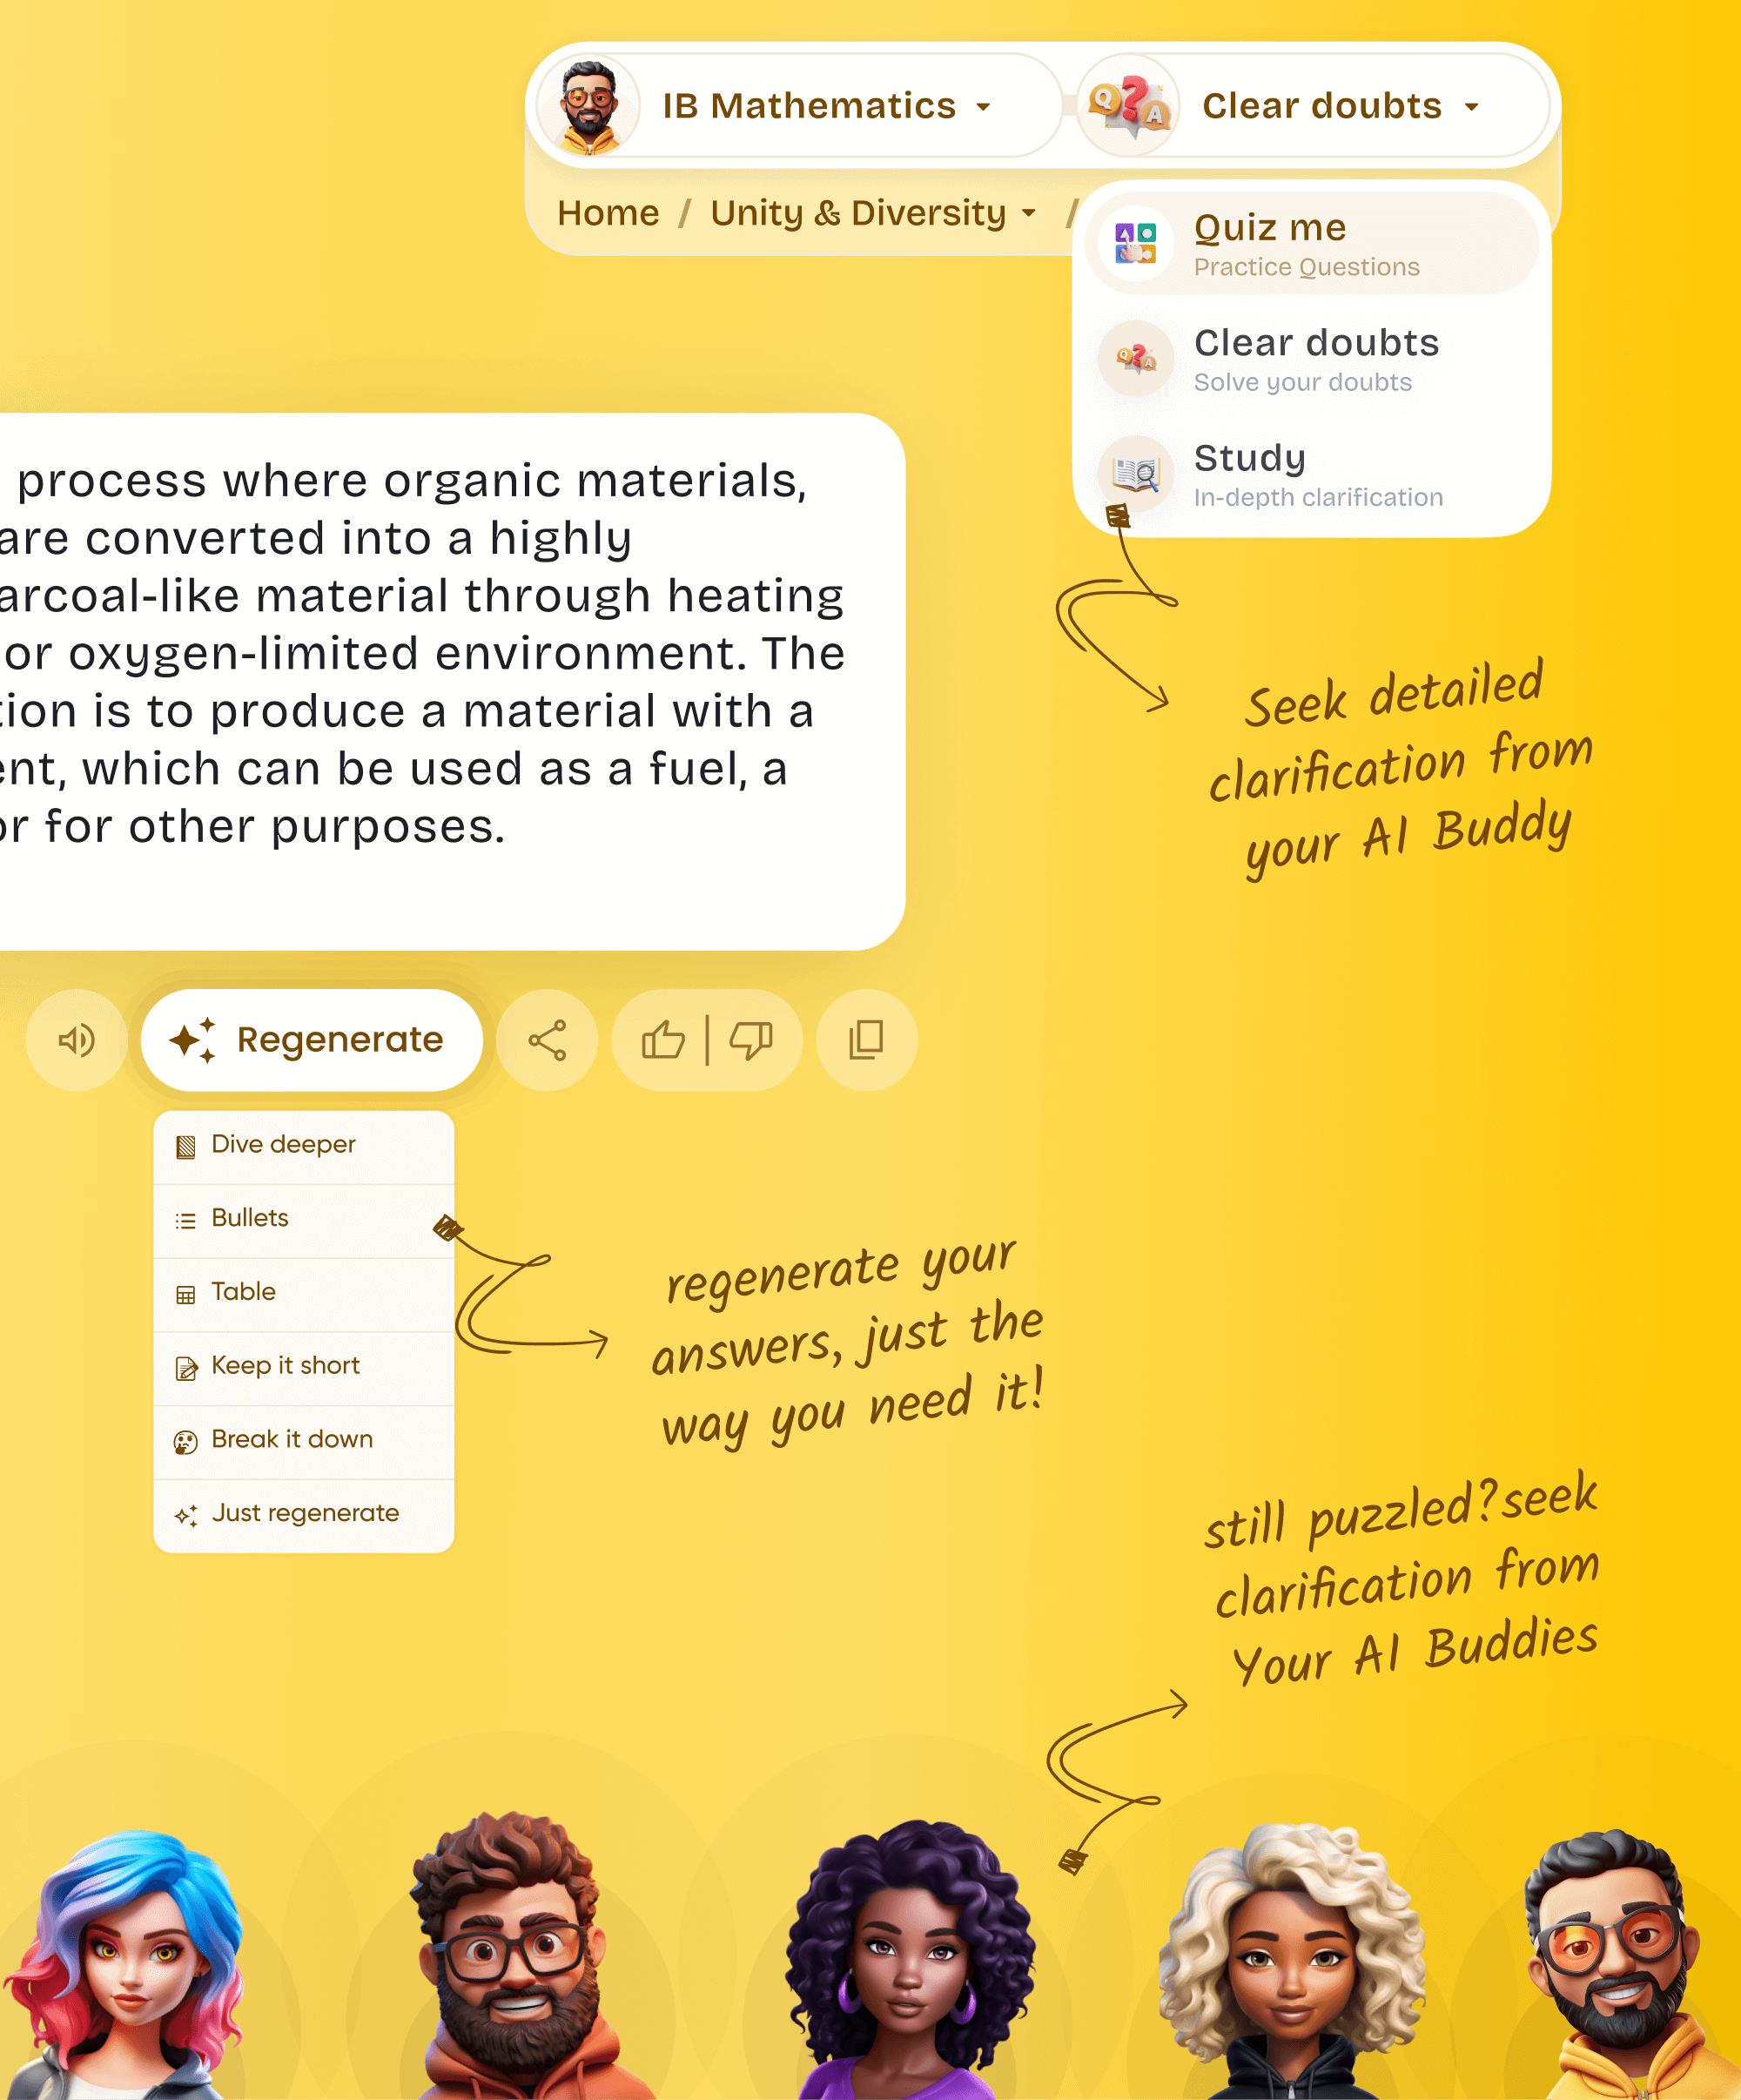 IB Mathematics
Clear doubts
Home / Unity & Diversity /
Quiz me
Practice Questions
Clear doubts
Solve your doubts
Study
In-depth clarification
process where organic materials,
are converted into a highly
arcoal-like material through heating
or oxygen-limited environment. The
tion is to produce a material with a
ent, which can be used as a fuel, a
or for other purposes.
Seek detailed
clarification from
your AI Buddy
Regenerate
Dive deeper
Bullets
Table
Keep it short
Break it down
Just regenerate
regenerate your
answers, just the
way you need it!
still puzzled?seek
clarification from
Your AI Buddies